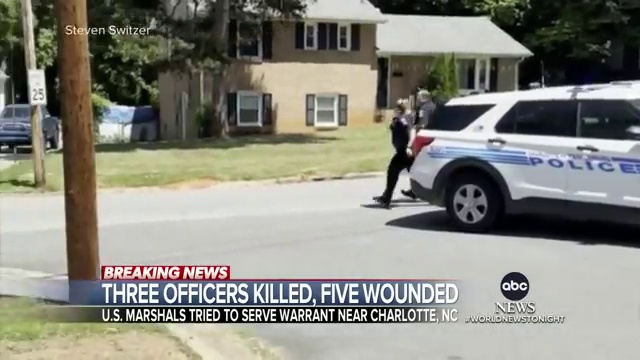 Steven Switzer
25
POLICE
BREAKING NEWS
THREE OFFICERS KILLED, FIVE WOUNDED
U.S. MARSHALS TRIED TO SERVE WARRANT NEAR CHARLOTTE, NC
abc
NEWS
#WORLDNEWSTONIGHT